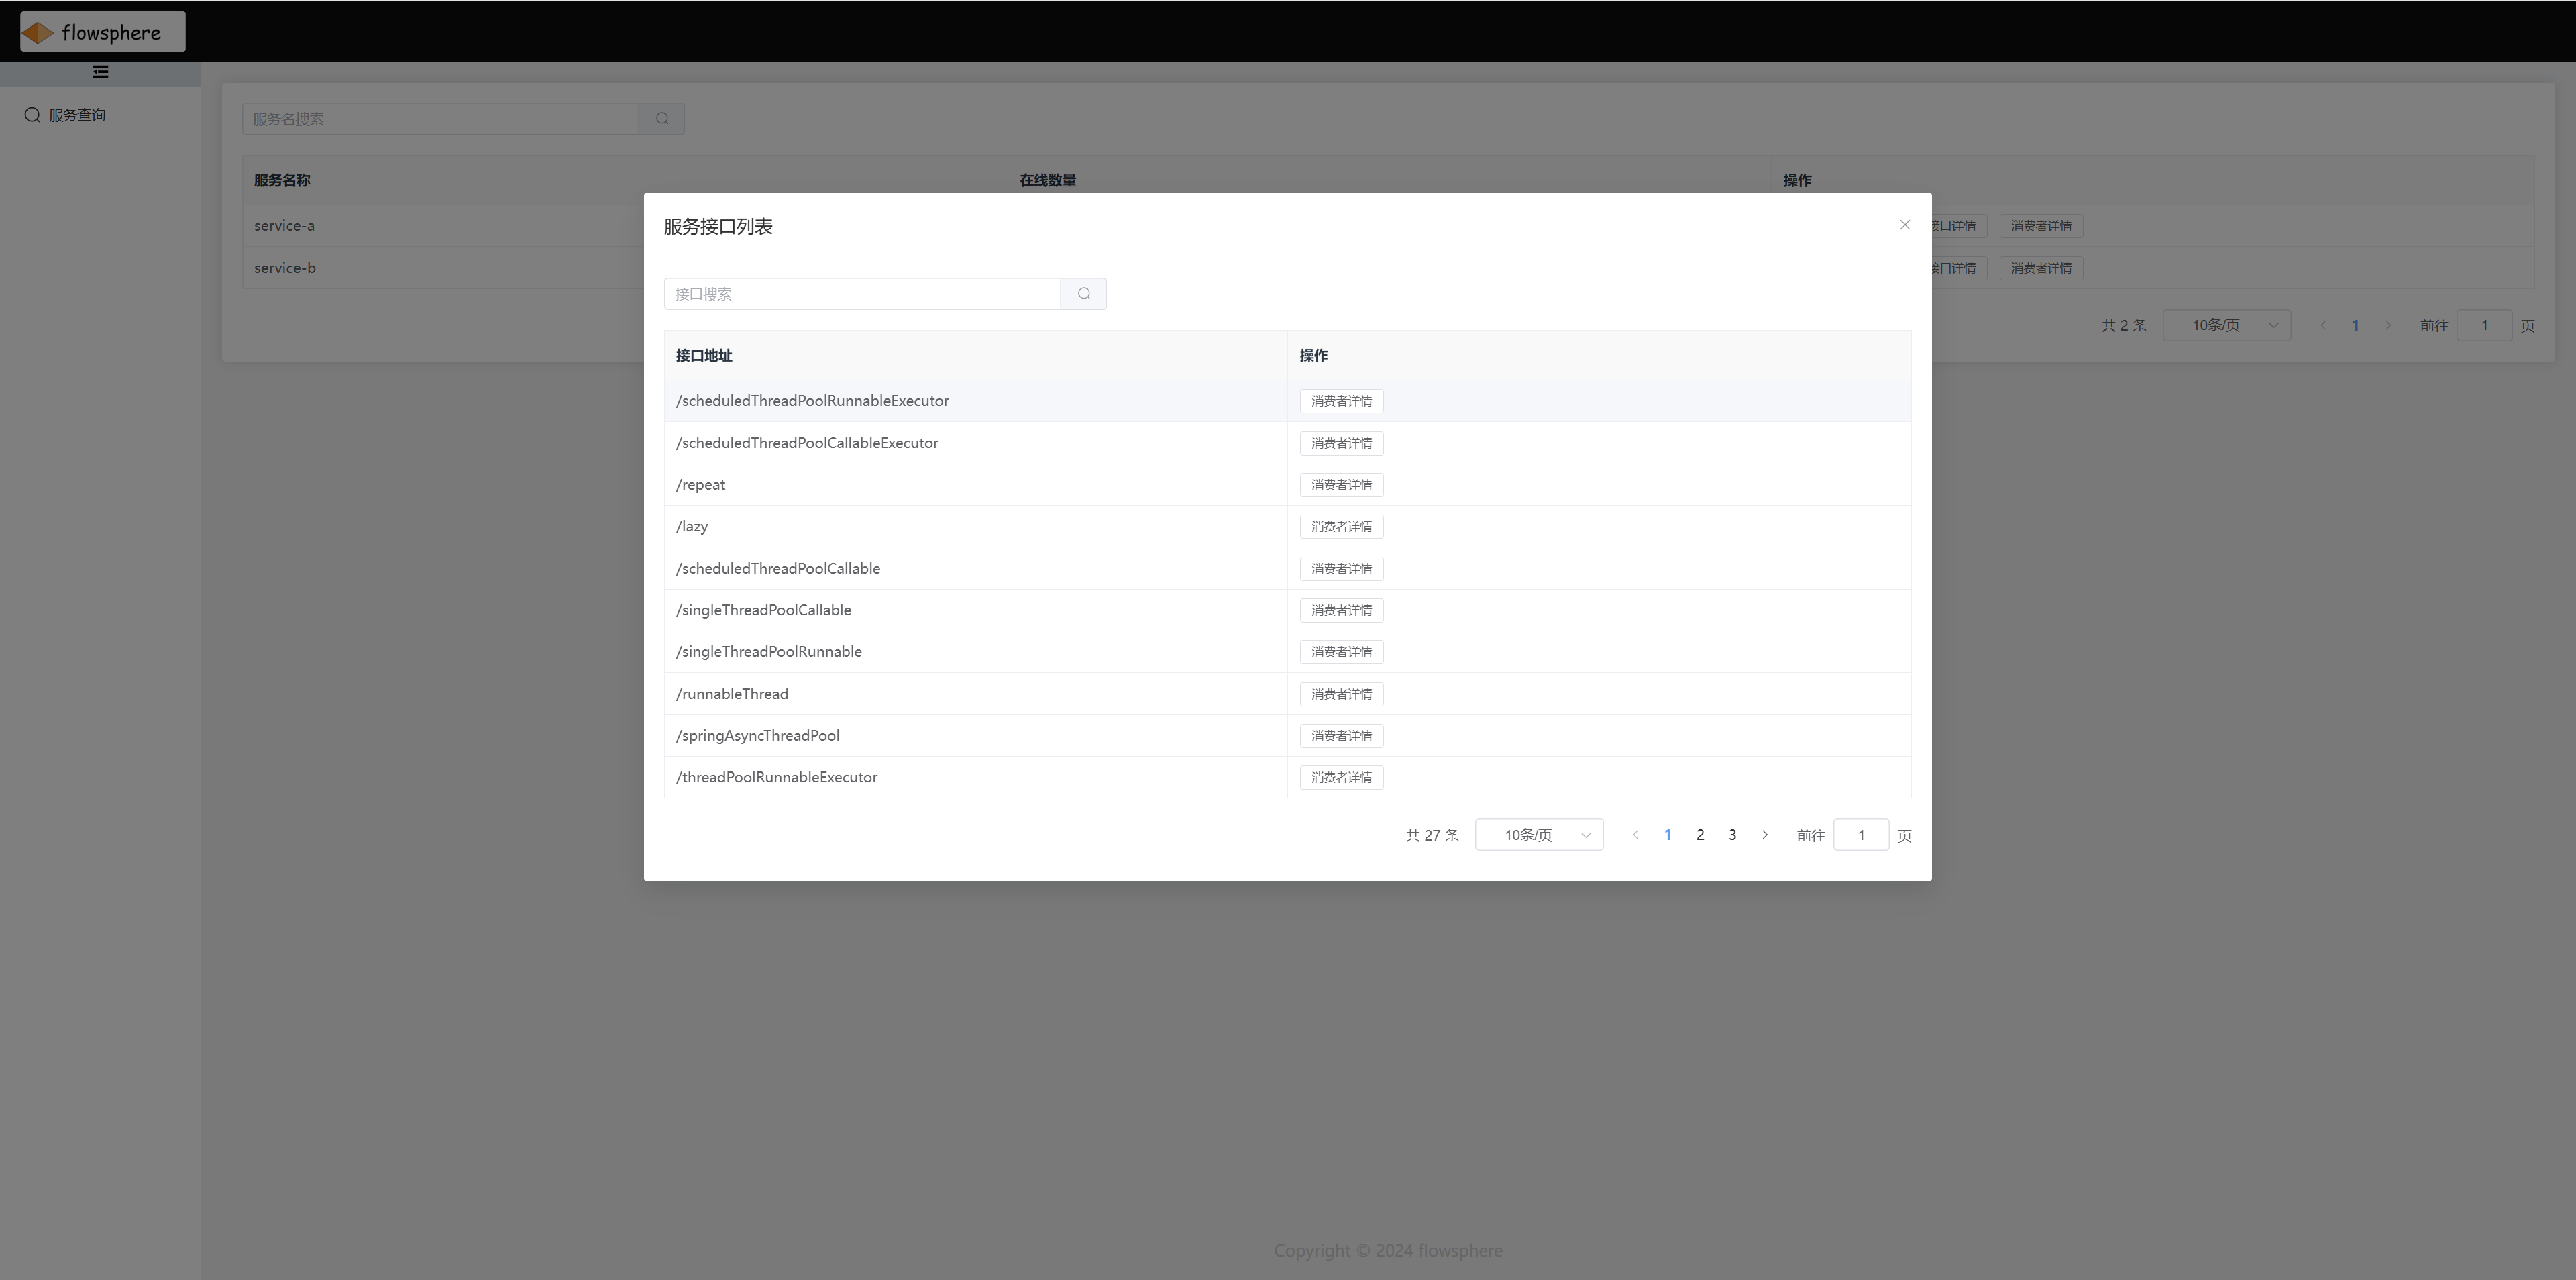 flowsphere
服务查询
服务名搜索
服务名称 在线数量 操作
service-a 接口详情 消费者详情
service-b 接口详情 消费者详情
共 2 条 10条/页 1 前往 1 页
服务接口列表
接口搜索
接口地址 操作
/scheduledThreadPoolRunnableExecutor 消费者详情
/scheduledThreadPoolCallableExecutor 消费者详情
/repeat 消费者详情
/lazy 消费者详情
/scheduledThreadPoolCallable 消费者详情
/singleThreadPoolCallable 消费者详情
/singleThreadPoolRunnable 消费者详情
/runnableThread 消费者详情
/springAsyncThreadPool 消费者详情
/threadPoolRunnableExecutor 消费者详情
共 27 条 10条/页 1 2 3 前往 1 页
Copyright © 2024 flowsphere